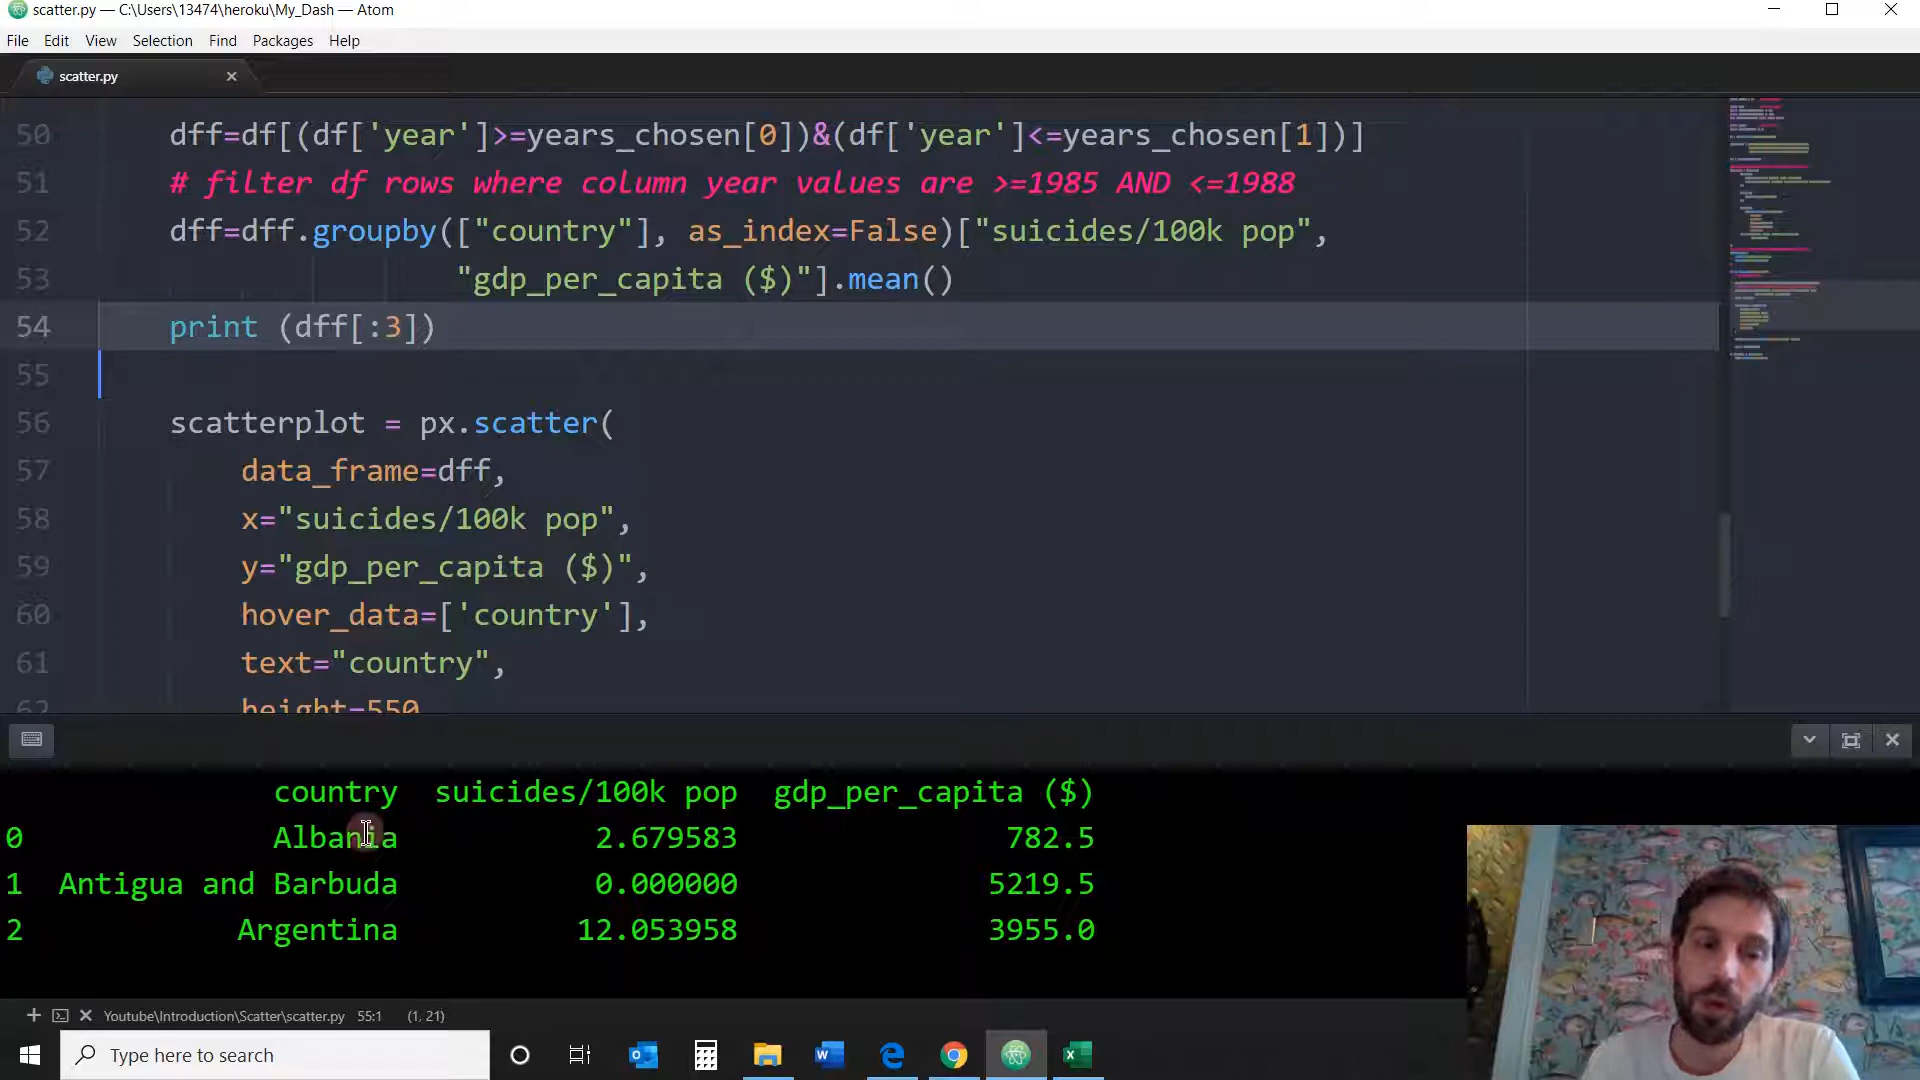 scatter.py — C:\Users\13474\heroku\My_Dash — Atom
File Edit View Selection Find Packages Help
scatter.py
50 dff=df[(df['year']>=years_chosen[0])&(df['year']<=years_chosen[1])]
51 # filter df rows where column year values are >=1985 AND <=1988
52 dff=dff.groupby(["country"], as_index=False)["suicides/100k pop",
53 "gdp_per_capita ($)"].mean()
54 print (dff[:3])
55
56 scatterplot = px.scatter(
57 data_frame=dff,
58 x="suicides/100k pop",
59 y="gdp_per_capita ($)",
60 hover_data=['country'],
61 text="country",
62 height=550
country suicides/100k pop gdp_per_capita ($)
0 Albania 2.679583 782.5
1 Antigua and Barbuda 0.000000 5219.5
2 Argentina 12.053958 3955.0
Youtube\Introduction\Scatter\scatter.py 55:1 (1, 21)
Type here to search